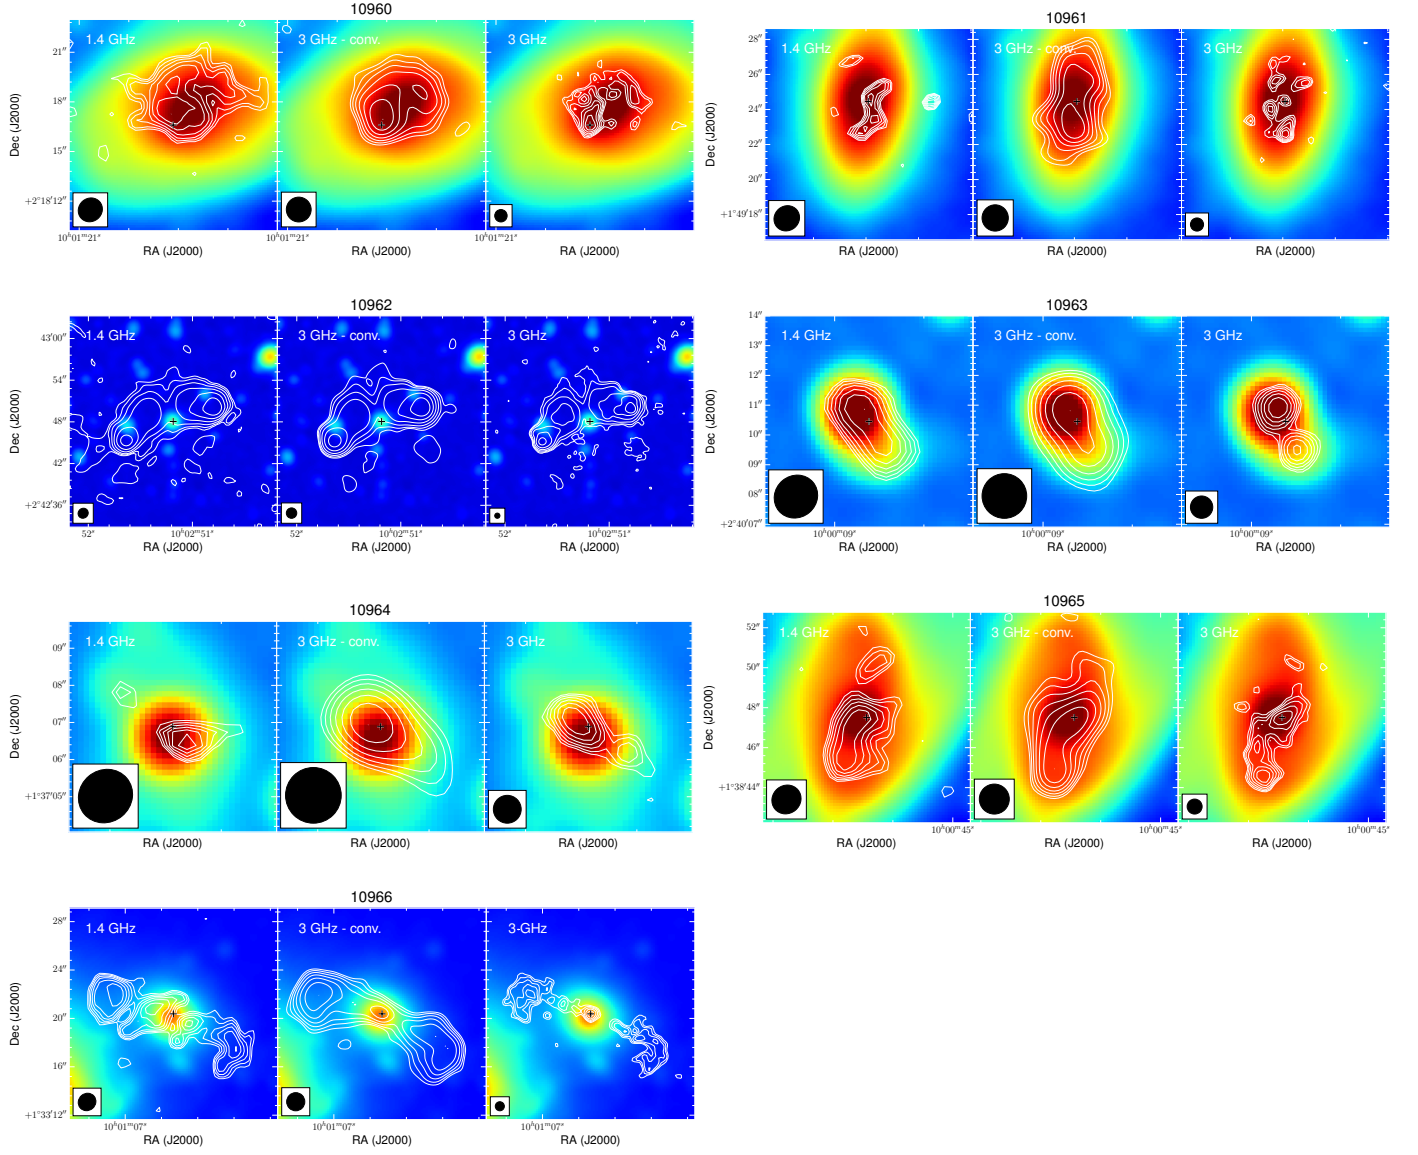 10960
1.4 GHz
3 GHz - conv.
3 GHz
21″
18″
15″
+2°18′12″
Dec (J2000)
10ʰ01ᵐ21ˢ
10ʰ01ᵐ21ˢ
10ʰ01ᵐ21ˢ
RA (J2000)
RA (J2000)
RA (J2000)
10961
1.4 GHz
3 GHz - conv.
3 GHz
28″
26″
24″
22″
20″
+1°49′18″
Dec (J2000)
RA (J2000)
RA (J2000)
RA (J2000)
10962
1.4 GHz
3 GHz - conv.
3 GHz
43′00″
54″
48″
42″
+2°42′36″
Dec (J2000)
52ˢ
10ʰ02ᵐ51ˢ
52ˢ
10ʰ02ᵐ51ˢ
52ˢ
10ʰ02ᵐ51ˢ
RA (J2000)
RA (J2000)
RA (J2000)
10963
1.4 GHz
3 GHz - conv.
3 GHz
14″
13″
12″
11″
10″
09″
08″
+2°40′07″
Dec (J2000)
10ʰ00ᵐ09ˢ
10ʰ00ᵐ09ˢ
10ʰ00ᵐ09ˢ
RA (J2000)
RA (J2000)
RA (J2000)
10964
1.4 GHz
3 GHz - conv.
3 GHz
09″
08″
07″
06″
+1°37′05″
Dec (J2000)
RA (J2000)
RA (J2000)
RA (J2000)
10965
1.4 GHz
3 GHz - conv.
3 GHz
52″
50″
48″
46″
+1°38′44″
Dec (J2000)
10ʰ00ᵐ45ˢ
10ʰ00ᵐ45ˢ
10ʰ00ᵐ45ˢ
RA (J2000)
RA (J2000)
RA (J2000)
10966
1.4 GHz
3 GHz - conv.
3-GHz
28″
24″
20″
16″
+1°33′12″
Dec (J2000)
10ʰ01ᵐ07ˢ
10ʰ01ᵐ07ˢ
10ʰ01ᵐ07ˢ
RA (J2000)
RA (J2000)
RA (J2000)